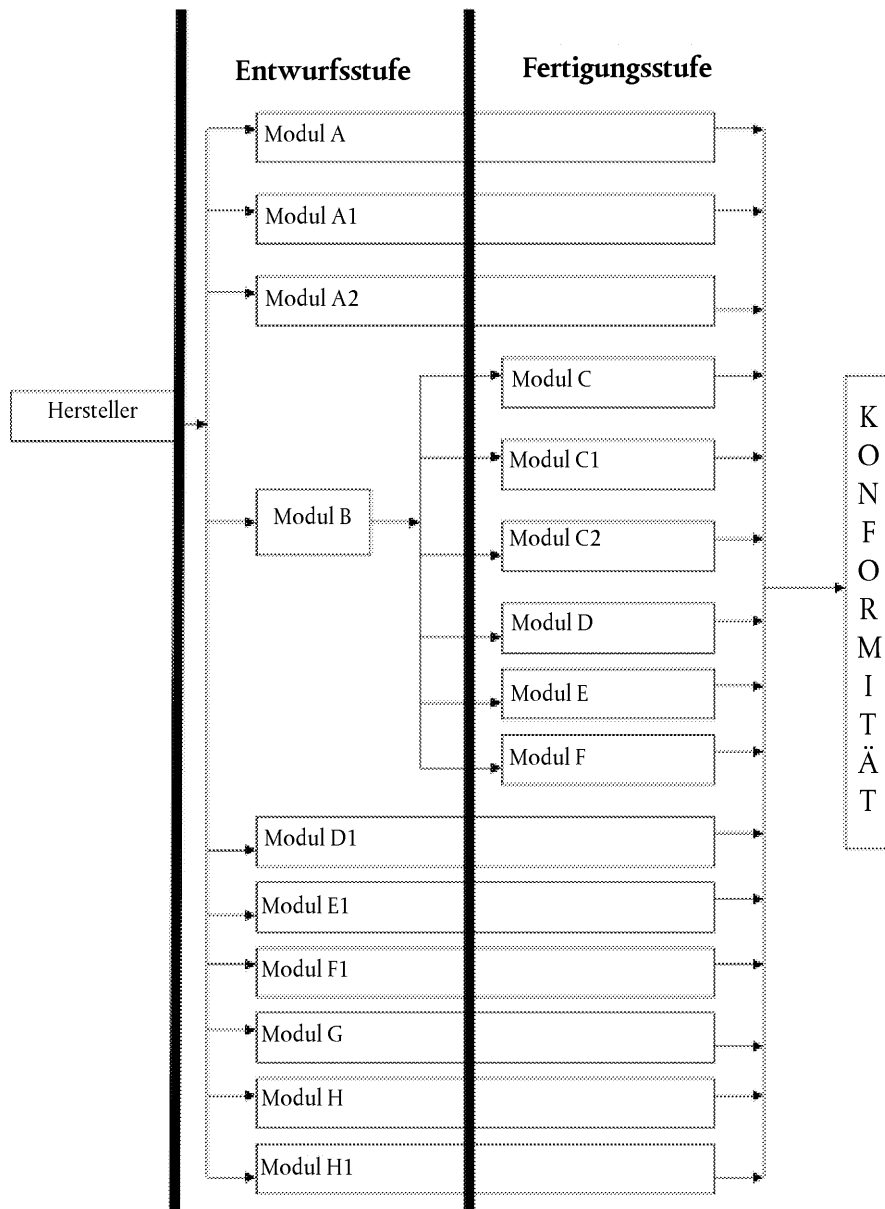 Entwurfsstufe
Fertigungsstufe
Modul A
Modul A1
Modul A2
Hersteller
Modul B
Modul C
Modul C1
Modul C2
Modul D
Modul E
Modul F
Modul D1
Modul E1
Modul F1
Modul G
Modul H
Modul H1
K
O
N
F
O
R
M
I
T
Ä
T